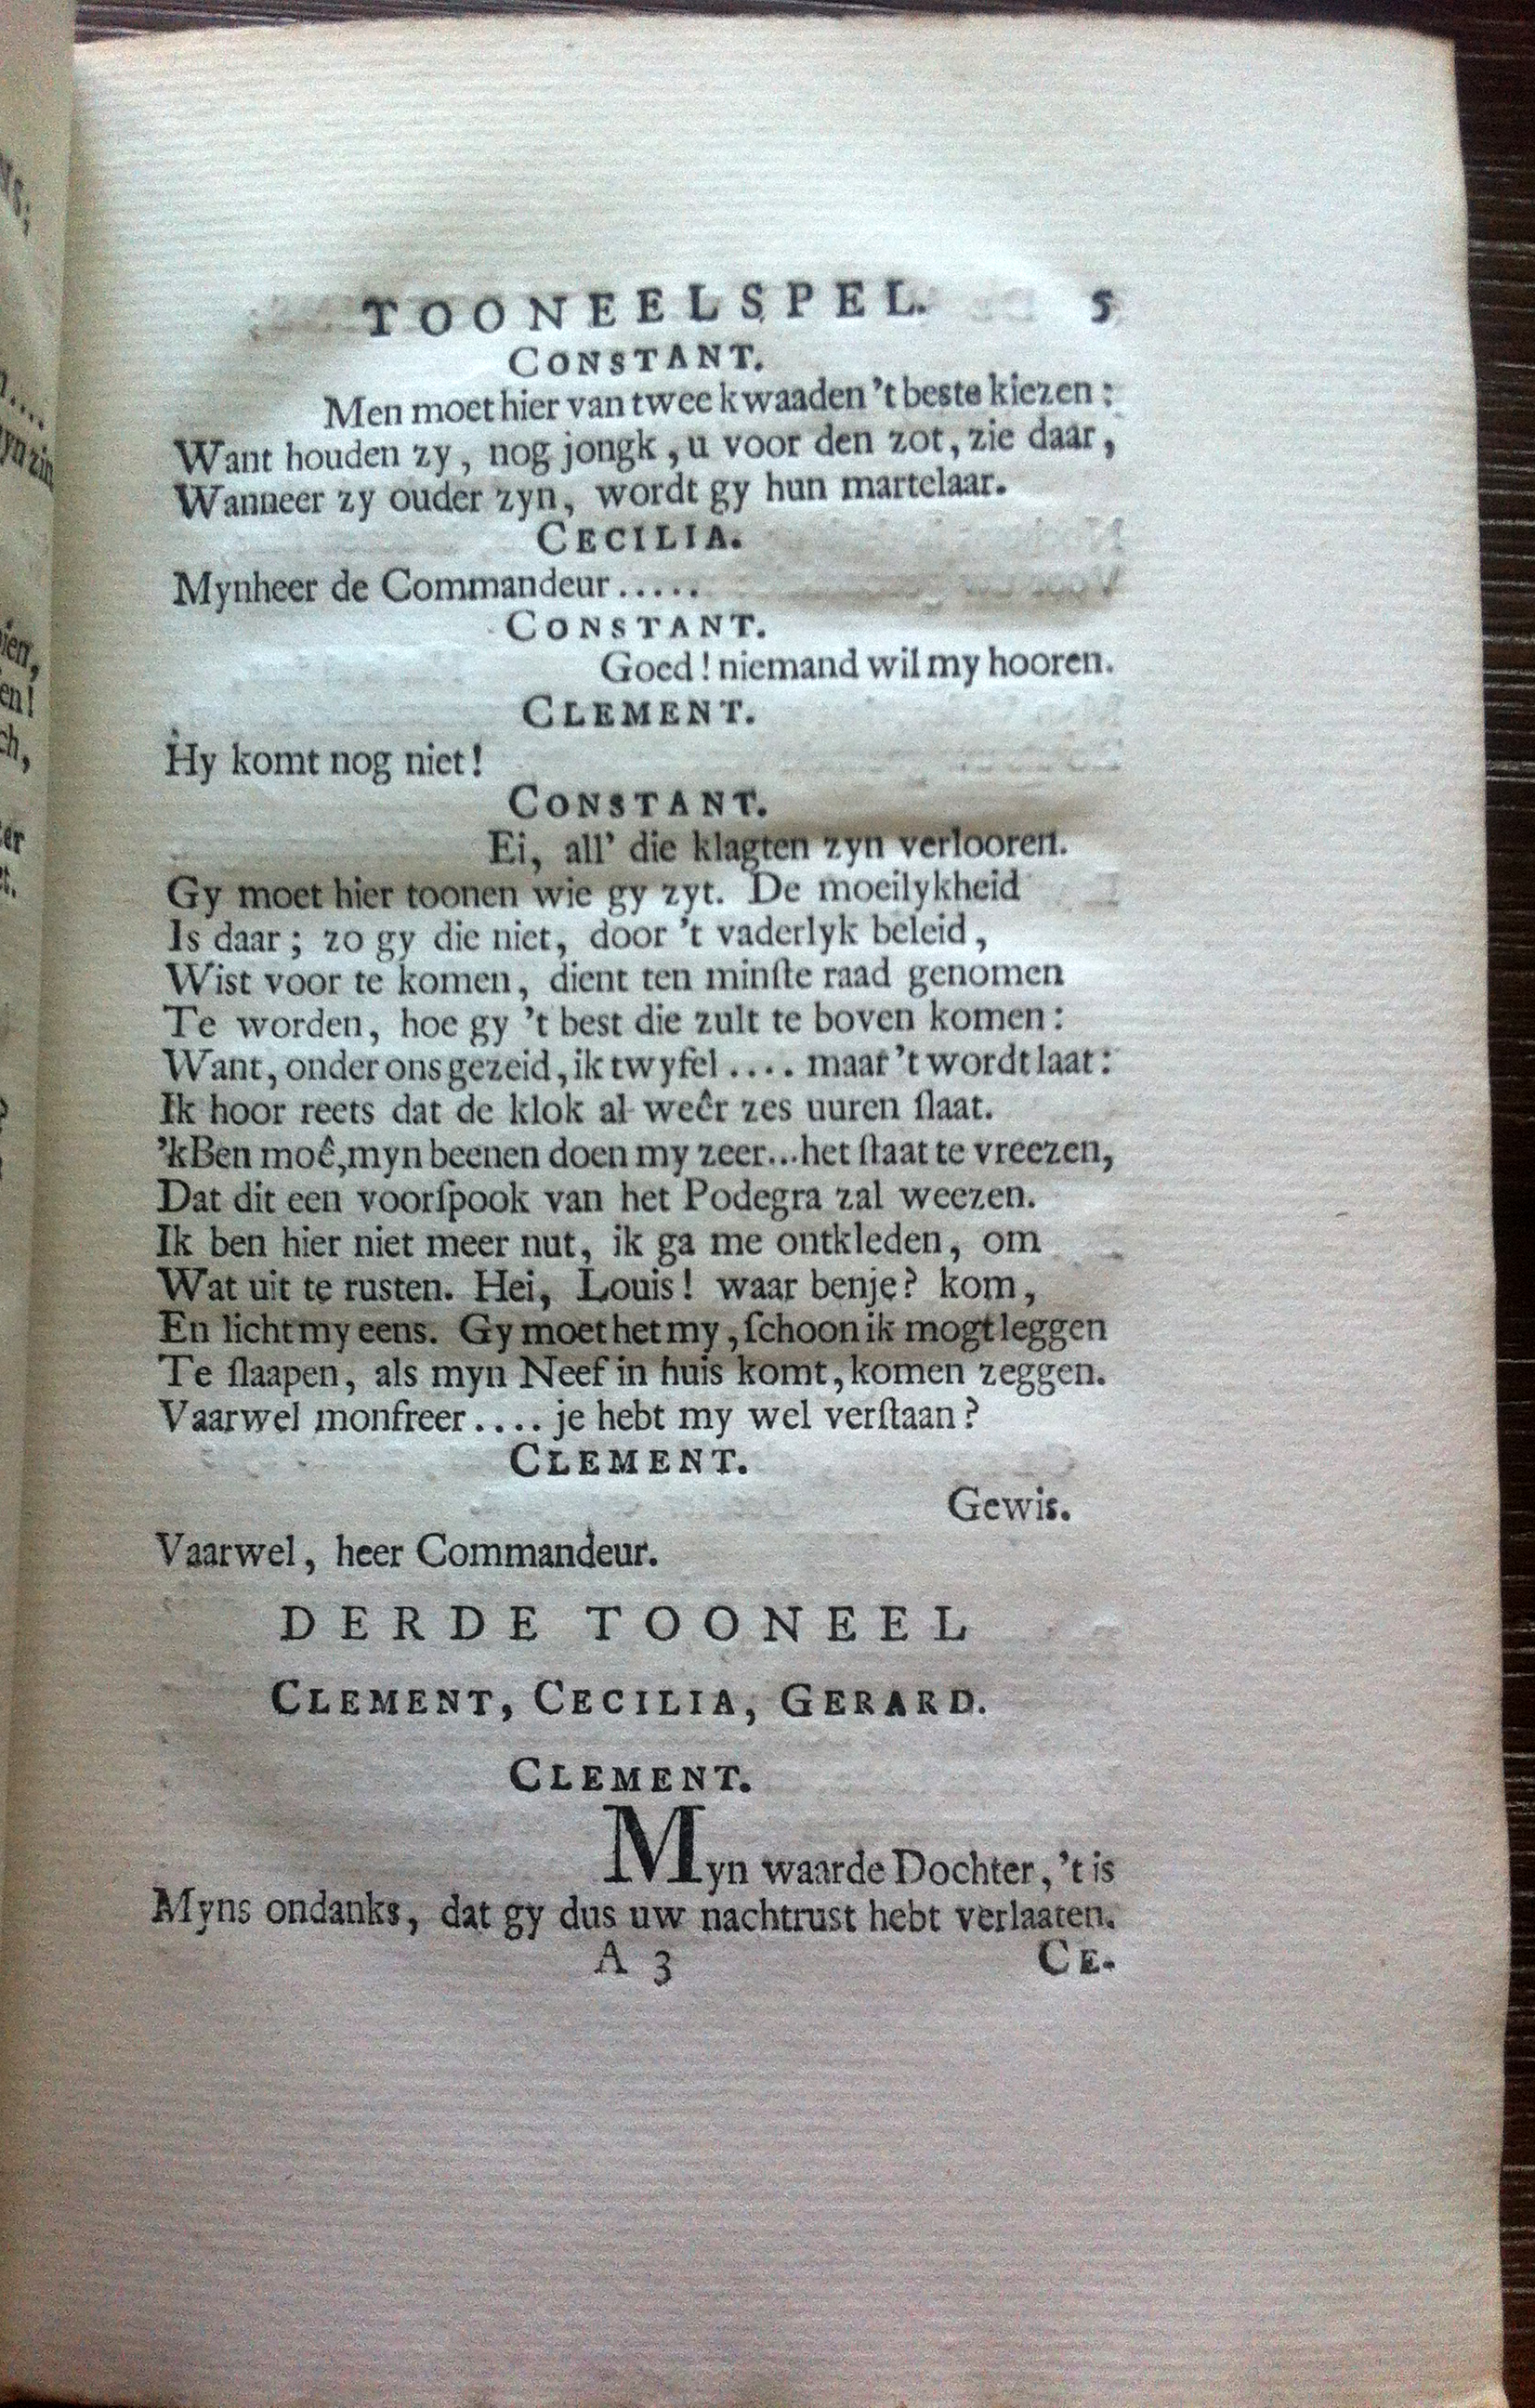 TOONEELSPEL. 5
CONSTANT.
Men moet hier van twee kwaaden 't beste kiezen:
Want houden zy, nog jongk, u voor den zot, zie daar,
Wanneer zy ouder zyn, wordt gy hun martelaar.
CECILIA.
Mynheer de Commandeur.....
CONSTANT.
Goed! niemand wil my hooren.
CLEMENT.
Hy komt nog niet!
CONSTANT.
Ei, all' die klagten zyn verlooren.
Gy moet hier toonen wie gy zyt. De moeilykheid
Is daar; zo gy die niet, door 't vaderlyk beleid,
Wist voor te komen, dient ten minſte raad genomen
Te worden, hoe gy 't best die zult te boven komen:
Want, onder ons gezeid, ik twyfel.... maar 't wordt laat:
Ik hoor reets dat de klok al weêr zes uuren ſlaat.
'kBen moê, myn beenen doen my zeer...het ſtaat te vreezen,
Dat dit een voorſpook van het Podegra zal weezen.
Ik ben hier niet meer nut, ik ga me ontkleden, om
Wat uit te rusten. Hei, Louis! waar benje? kom,
En licht my eens. Gy moet het my, ſchoon ik mogt leggen
Te ſlaapen, als myn Neef in huis komt, komen zeggen.
Vaarwel monfreer.... je hebt my wel verſtaan?
CLEMENT.
Gewis.
Vaarwel, heer Commandeur.
DERDE TOONEEL
CLEMENT, CECILIA, GERARD.
CLEMENT.
Myn waarde Dochter, 't is
Myns ondanks, dat gy dus uw nachtrust hebt verlaaten.
A 3 CE-